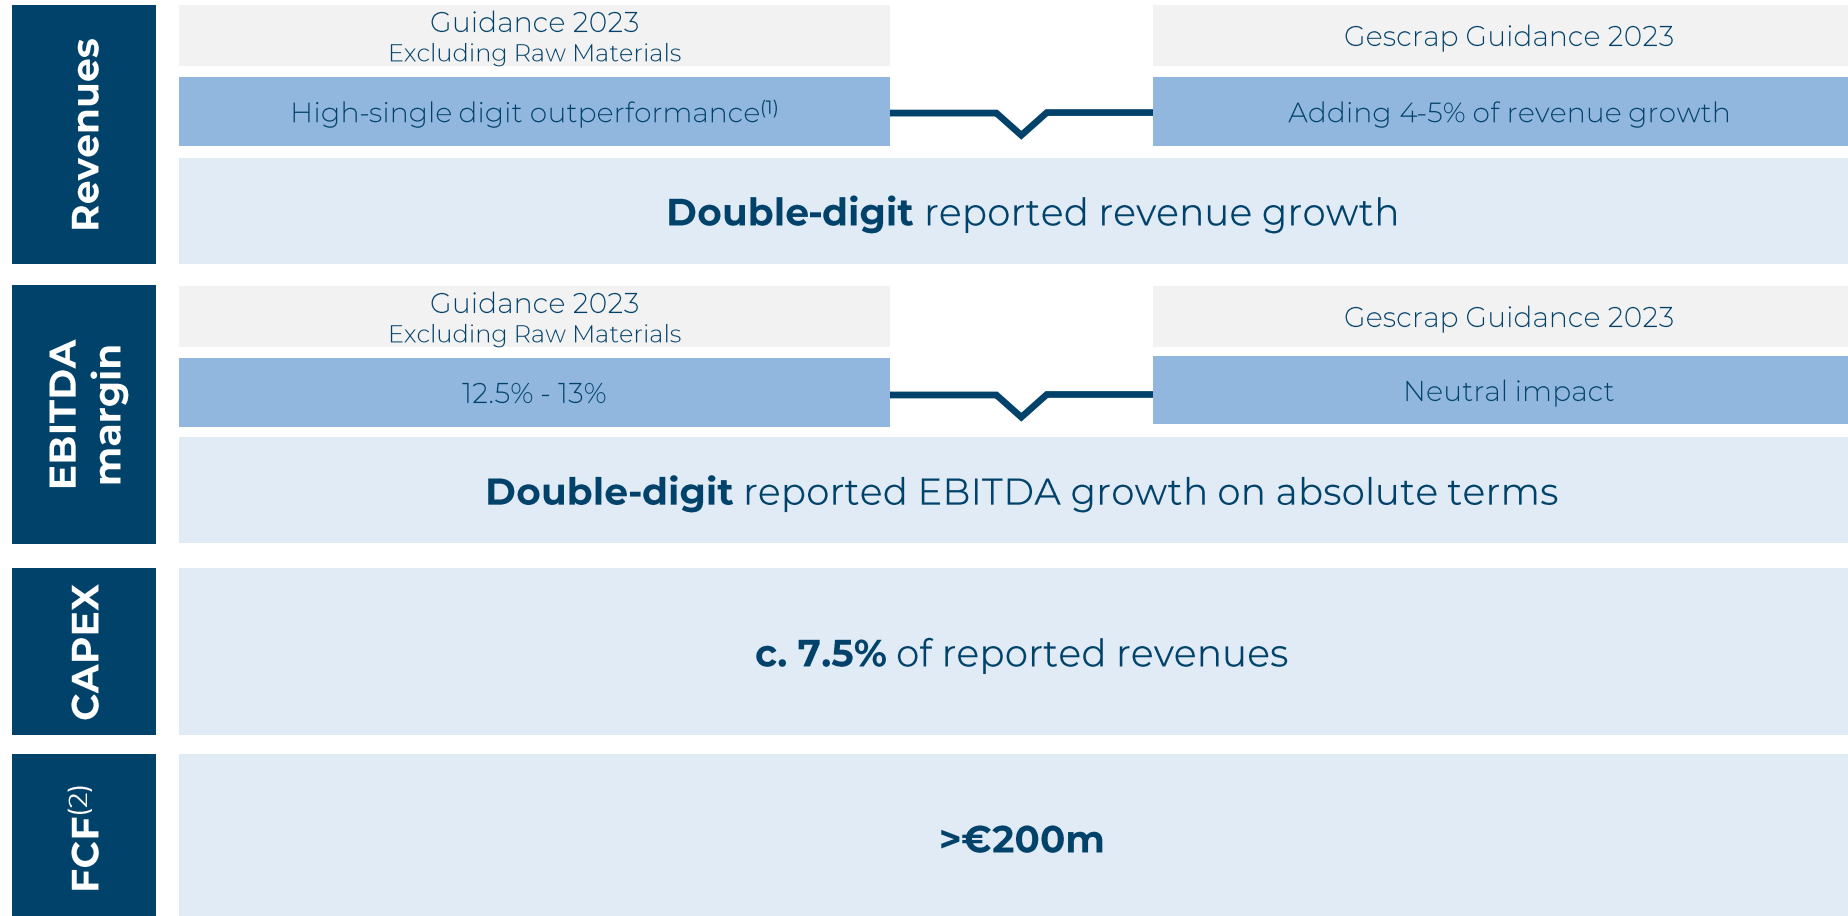 Revenues
Guidance 2023
Excluding Raw Materials
Gescrap Guidance 2023
High-single digit outperformance(1)
Adding 4-5% of revenue growth
Double-digit reported revenue growth
EBITDA
margin
Guidance 2023
Excluding Raw Materials
Gescrap Guidance 2023
12.5% - 13%
Neutral impact
Double-digit reported EBITDA growth on absolute terms
CAPEX
c. 7.5% of reported revenues
FCF(2)
>€200m